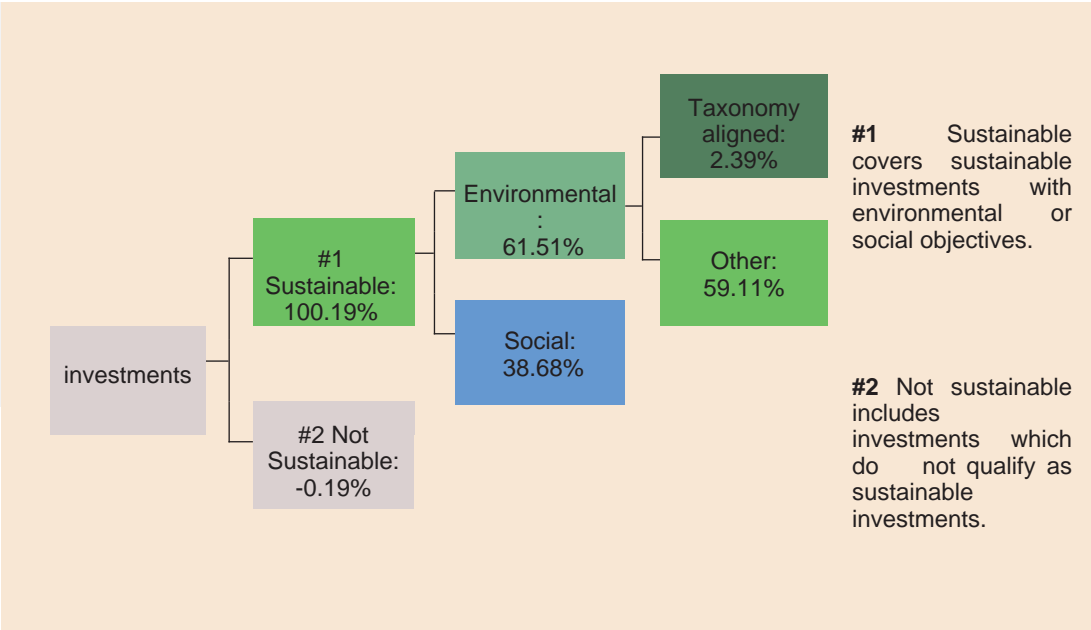 investments
#1
Sustainable:
100.19%
#2 Not
Sustainable:
-0.19%
Environmental
:
61.51%
Social:
38.68%
Taxonomy
aligned:
2.39%
Other:
59.11%
#1 Sustainable
covers sustainable
investments with
environmental or
social objectives.
#2 Not sustainable
includes
investments which
do not qualify as
sustainable
investments.